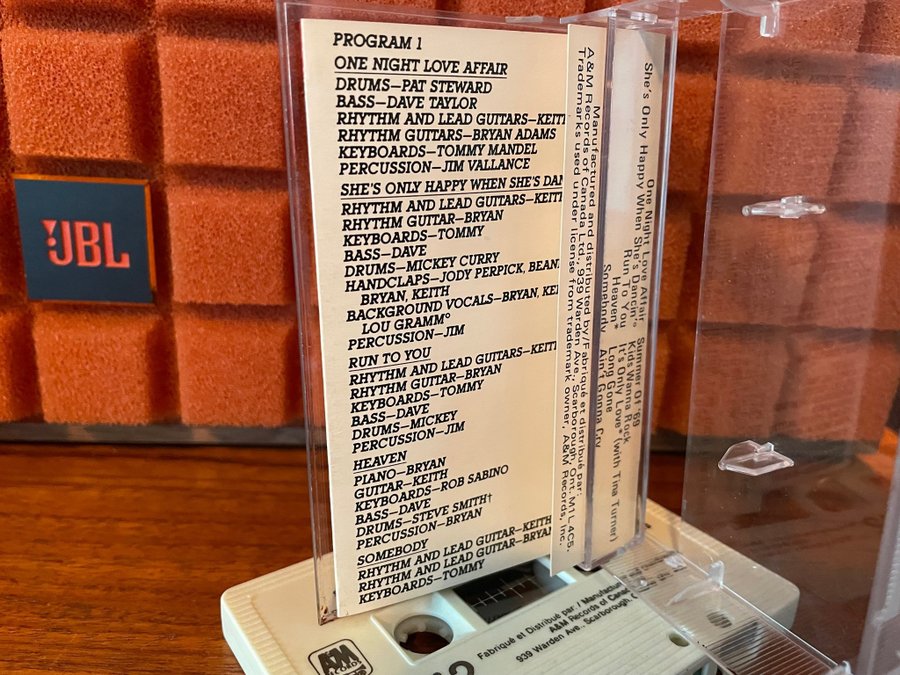 JBL
PROGRAM 1
ONE NIGHT LOVE AFFAIR
DRUMS—PAT STEWARD
BASS—DAVE TAYLOR
RHYTHM AND LEAD GUITARS—KEITH
RHYTHM GUITARS—BRYAN ADAMS
KEYBOARDS—TOMMY MANDEL
PERCUSSION—JIM VALLANCE
SHE'S ONLY HAPPY WHEN SHE'S DAN
RHYTHM AND LEAD GUITARS—KEITH
RHYTHM GUITAR—BRYAN
KEYBOARDS—TOMMY
BASS—DAVE
DRUMS—MICKEY CURRY
HANDCLAPS—JODY PERPICK, BEAN
BRYAN, KEITH
BACKGROUND VOCALS—BRYAN, KEI
LOU GRAMM°
PERCUSSION—JIM
RUN TO YOU
RHYTHM AND LEAD GUITARS—KEITH
RHYTHM GUITAR—BRYAN
KEYBOARDS—TOMMY
BASS—DAVE
DRUMS—MICKEY
PERCUSSION—JIM
HEAVEN
PIANO—BRYAN
GUITAR—KEITH
KEYBOARDS—ROB SABINO
BASS—DAVE
DRUMS—STEVE SMITH†
PERCUSSION—BRYAN
SOMEBODY
RHYTHM AND LEAD GUITAR—KEITH
RHYTHM AND LEAD GUITAR—BRYAN
KEYBOARDS—TOMMY
Manufactured and distributed by/Fabriqué et distribué par:
A&M Records of Canada Ltd., 939 Warden Ave., Scarborough, Ont. M1L 4C5.
Trademarks used under license from trademark owner, A&M Records, Inc.
One Night Love Affair
She's Only Happy When She's Dancin'°
Run To You
Heaven*
Somebody
Summer Of '69
Kids Wanna Rock
It's Only Love* (with Tina Turner)
Long Gone
Ain't Gonna Cry
A&M
RECORDS
Fabriqué et Distribué par / Manufactur
A&M Records of Canad
939 Warden Ave., Scarborough, O